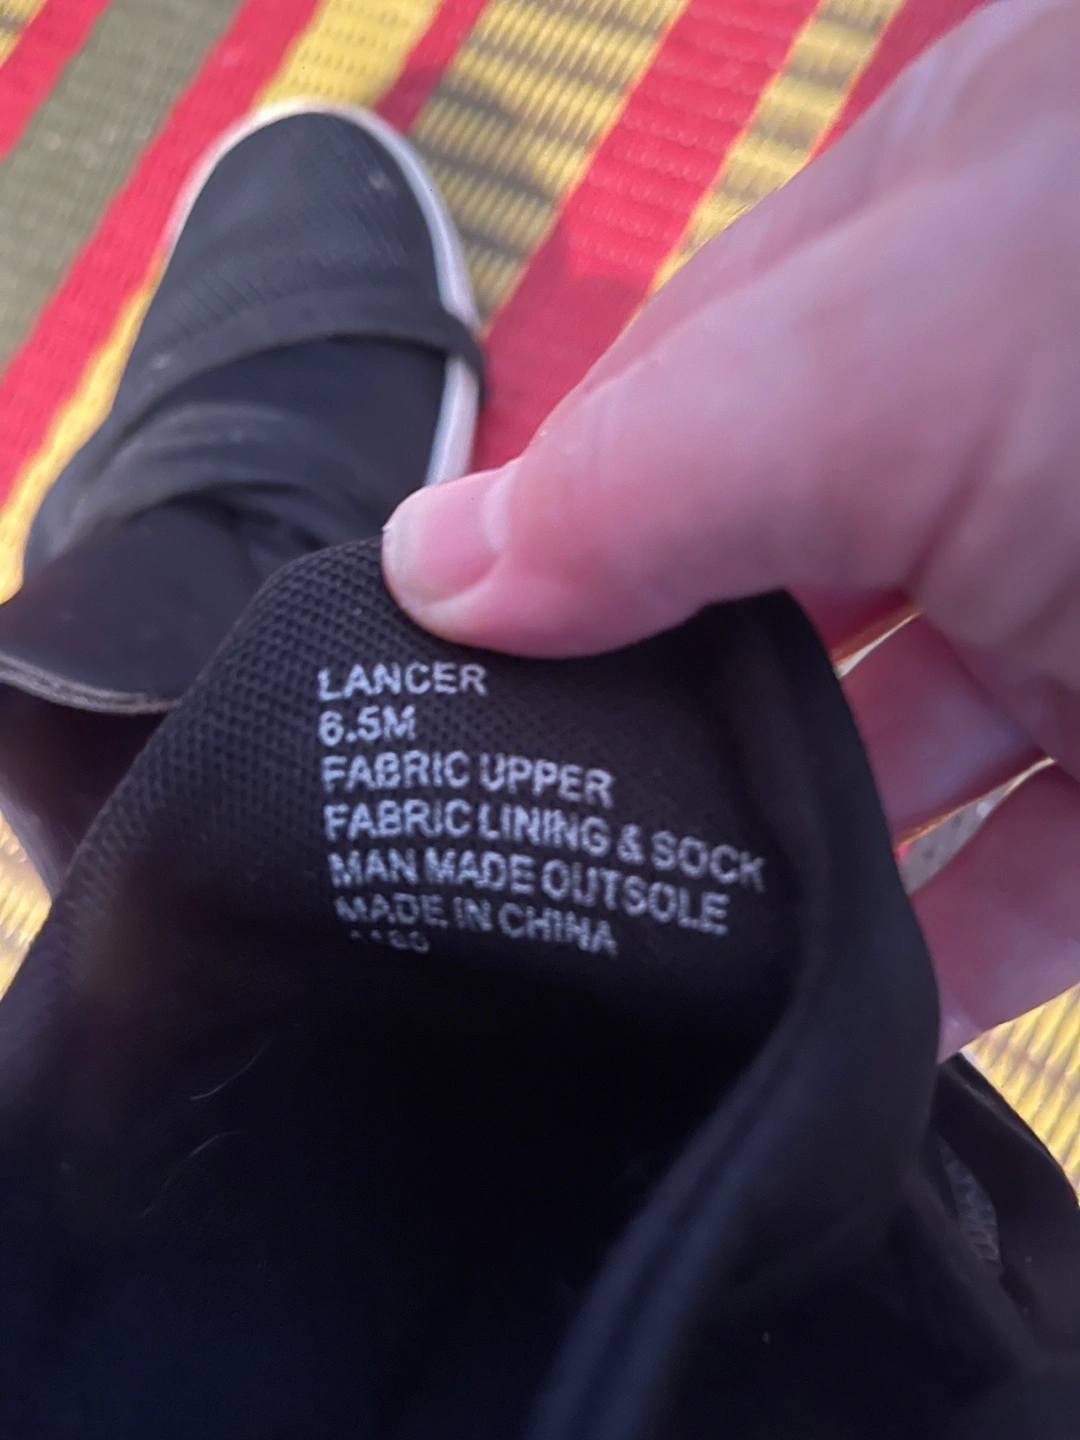 LANCER
6.5M
FABRIC UPPER
FABRIC LINING & SOCK
MAN MADE OUTSOLE
MADE IN CHINA